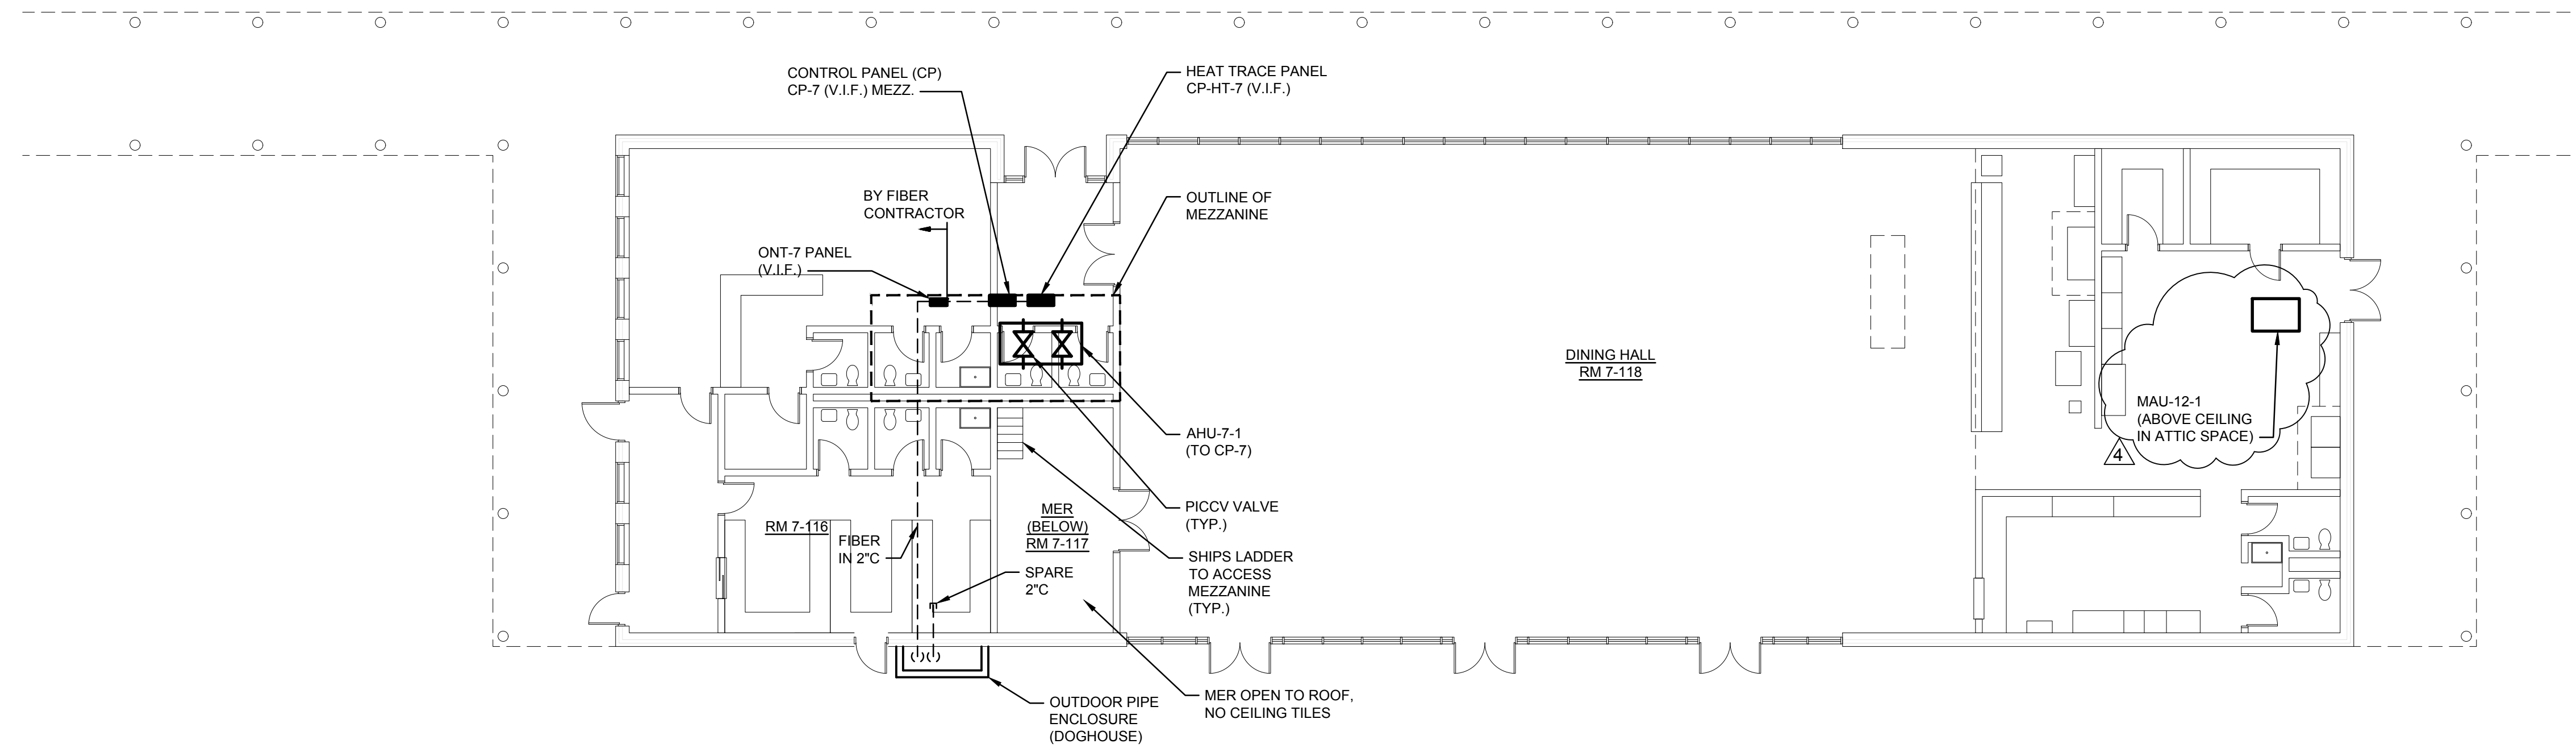 CONTROL PANEL (CP)
CP-7 (V.I.F.) MEZZ.
HEAT TRACE PANEL
CP-HT-7 (V.I.F.)
BY FIBER
CONTRACTOR
OUTLINE OF
MEZZANINE
ONT-7 PANEL
(V.I.F.)
DINING HALL
RM 7-118
MAU-12-1
(ABOVE CEILING
IN ATTIC SPACE)
4
AHU-7-1
(TO CP-7)
PICCV VALVE
(TYP.)
RM 7-116
FIBER
IN 2"C
MER
(BELOW)
RM 7-117
SPARE
2"C
SHIPS LADDER
TO ACCESS
MEZZANINE
(TYP.)
OUTDOOR PIPE
ENCLOSURE
(DOGHOUSE)
MER OPEN TO ROOF,
NO CEILING TILES